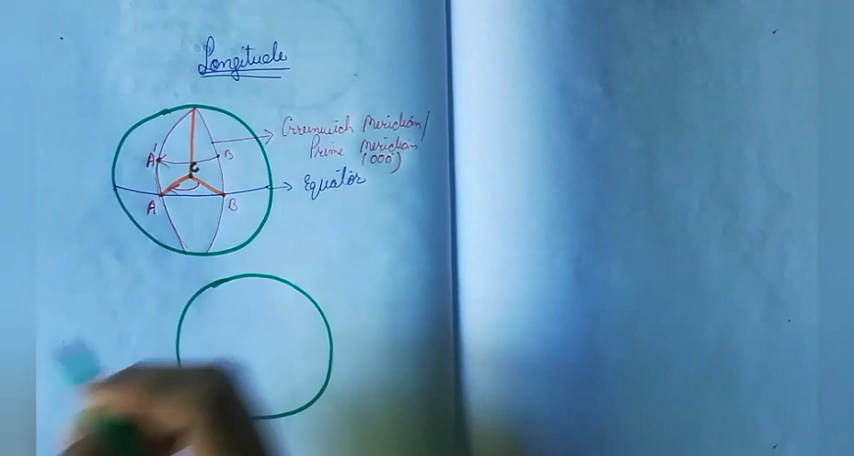 Longitude
Greenwich Meridian/
Prime Meridian
(000°)
A'
B
C
Equator
A
B